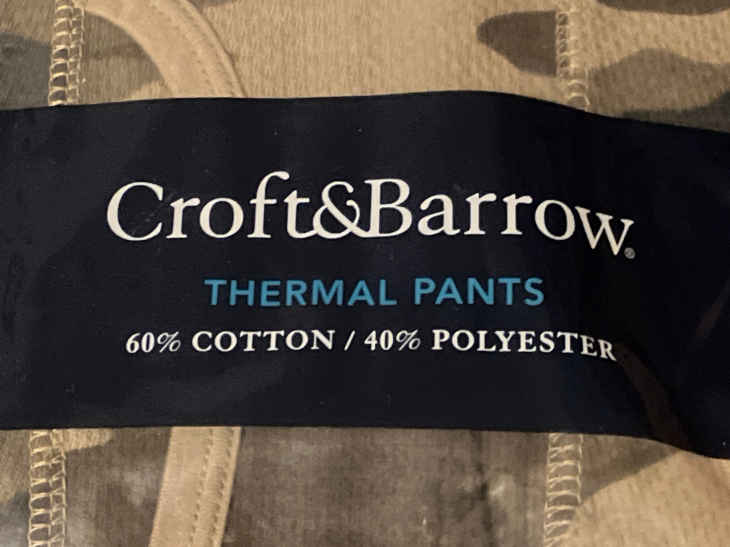 Croft&Barrow®
THERMAL PANTS
60% COTTON / 40% POLYESTER